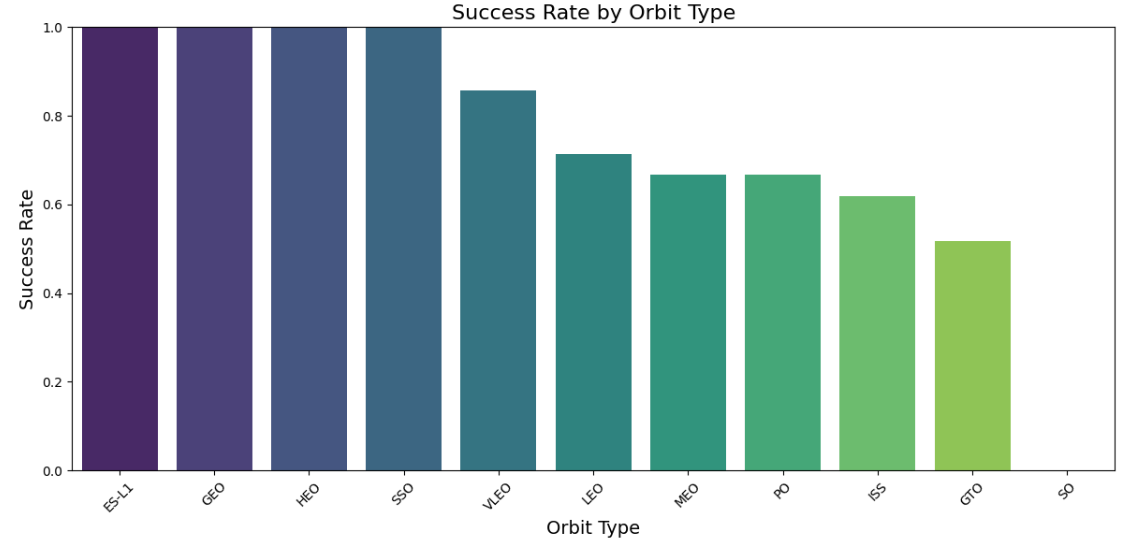 Success Rate by Orbit Type
Success Rate
1.0
0.8
0.6
0.4
0.2
0.0
ES-L1
GEO
HEO
SSO
VLEO
LEO
MEO
PO
ISS
GTO
SO
Orbit Type